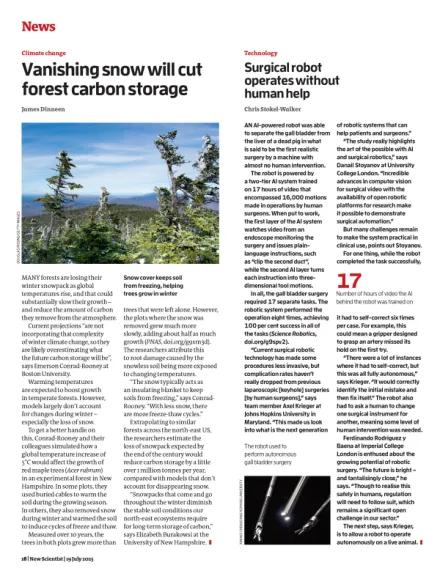 News
Climate change
Vanishing snow will cut
forest carbon storage
James Dinneen
MANY forests are losing their
winter snowpack as global
temperatures rise, and that could
substantially slow their growth –
and reduce the amount of carbon
they remove from the atmosphere.
Current projections "are not
incorporating that complexity
of winter climate change, so they
are likely overestimating what
the future carbon storage will be",
says Emerson Conrad-Rooney at
Boston University.
Warming temperatures
are expected to boost growth
in temperate forests. However,
models largely don't account
for changes during winter –
especially the loss of snow.
To get a better handle on
this, Conrad-Rooney and their
colleagues simulated how a
global temperature increase of
5°C would affect the growth of
red maple trees (Acer rubrum)
in an experimental forest in New
Hampshire. In some plots, they
used buried cables to warm the
soil during the growing season.
In others, they also removed snow
during winter and warmed the soil
to induce cycles of freeze and thaw.
Measured over 10 years, the
trees in both plots grew more than
Snow cover keeps soil
from freezing, helping
trees grow in winter
trees that were left alone. However,
the plots where the snow was
removed grew much more
slowly, adding about half as much
growth (PNAS,
The researchers attribute this
to root damage caused by the
snowless soil being more exposed
to changing temperatures.
"The snow typically acts as
an insulating blanket to keep
soils from freezing," says Conrad-
Rooney. "With less snow, there
are more freeze-thaw cycles."
Extrapolating to similar
forests across the north-east US,
the researchers estimate the
loss of snowpack expected by
the end of the century would
reduce carbon storage by a little
over 1 million tonnes per year,
compared with models that don't
account for disappearing snow.
"Snowpacks that come and go
throughout the winter diminish
the stable soil conditions our
north-east ecosystems require
for long-term storage of carbon,"
says Elizabeth Burakowski at the
University of New Hampshire.
Technology
Surgical robot
operates without
human help
Chris Stokel-Walker
AN AI-powered robot was able
to separate the gall bladder from
the liver of a dead pig in what
is said to be the first realistic
surgery by a machine with
almost no human intervention.
The robot is powered by
a two-tier AI system trained
on 17 hours of video that
encompassed 16,000 motions
made in operations by human
surgeons. When put to work,
the first layer of the AI system
watches video from an
endoscope monitoring the
surgery and issues plain-
language instructions, such
as "clip the second duct",
while the second AI layer turns
each instruction into three-
dimensional tool motions.
In all, the gall bladder surgery
required 17 separate tasks. The
robotic system performed the
operation eight times, achieving
100 per cent success in all of
the tasks (Science Robotics,
"Current surgical robotic
technology has made some
procedures less invasive, but
complication rates haven't
really dropped from previous
laparoscopic [keyhole] surgeries
[by human surgeons]," says
team member Axel Krieger at
Johns Hopkins University in
Maryland. "This made us look
into what is the next generation
The robot used to
perform autonomous
gall bladder surgery
of robotic systems that can
help patients and surgeons."
"The study really highlights
the art of the possible with AI
and surgical robotics," says
Danail Stoyanov at University
College London. "Incredible
advances in computer vision
for surgical video with the
availability of open robotic
platforms for research make
it possible to demonstrate
surgical automation."
But many challenges remain
to make the system practical in
clinical use, points out Stoyanov.
For one thing, while the robot
completed the task successfully,
17
Number of hours of video the AI
behind the robot was trained on
it had to self-correct six times
per case. For example, this
could mean a gripper designed
to grasp an artery missed its
hold on the first try.
"There were a lot of instances
where it had to self-correct, but
this was all fully autonomous,"
says Krieger. "It would correctly
identify the initial mistake and
then fix itself." The robot also
had to ask a human to change
one surgical instrument for
another, meaning some level of
human intervention was needed.
Ferdinando Rodriguez y
Baena at Imperial College
London is enthused about the
growing potential of robotic
surgery. "The future is bright –
and tantalisingly close," he
says. "Though to realise this
safely in humans, regulation
will need to follow suit, which
remains a significant open
challenge in our sector."
The next step, says Krieger,
is to allow a robot to operate
autonomously on a live animal.
18 | New Scientist | 19 July 2025